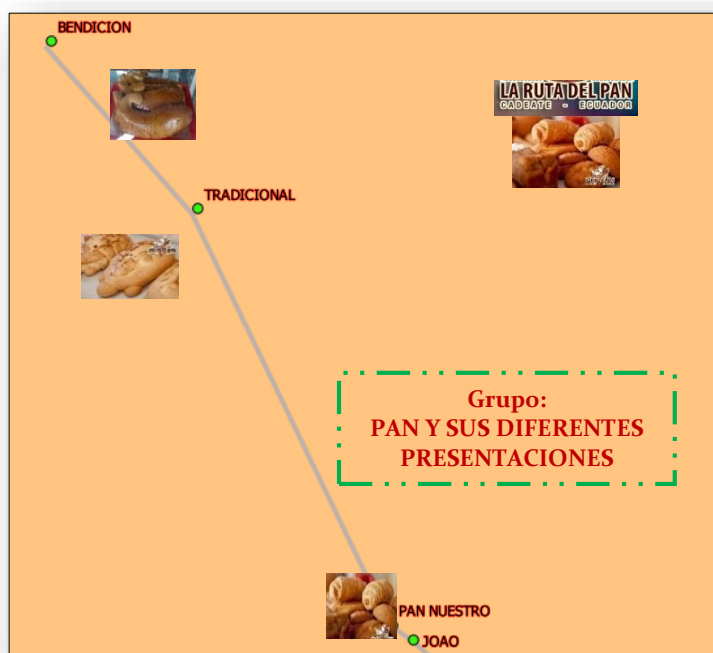 BENDICION
LA RUTA DEL PAN
CADEATE - ECUADOR
TRADICIONAL
Grupo:
PAN Y SUS DIFERENTES
PRESENTACIONES
PAN NUESTRO
JOAO